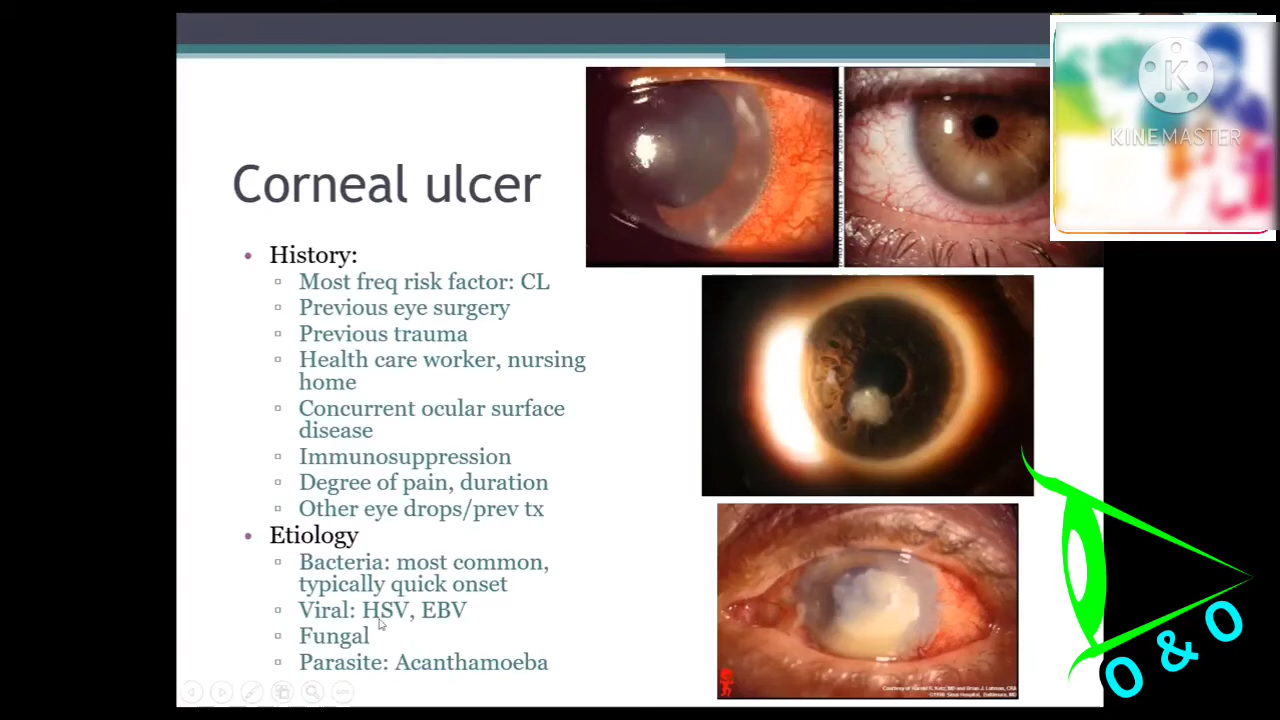 KINEMASTER
Corneal ulcer
History:
Most freq risk factor: CL
Previous eye surgery
Previous trauma
Health care worker, nursing
home
Concurrent ocular surface
disease
Immunosuppression
Degree of pain, duration
Other eye drops/prev tx
Etiology
Bacteria: most common,
typically quick onset
Viral: HSV, EBV
Fungal
Parasite: Acanthamoeba
O & O